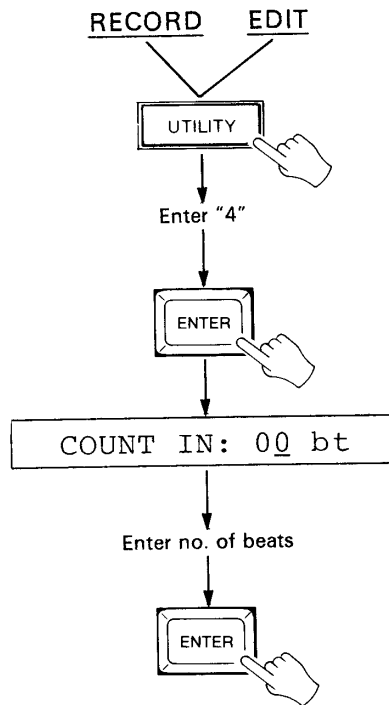 RECORD EDIT
UTILITY
Enter "4"
ENTER
COUNT IN: 00 bt
Enter no. of beats
ENTER